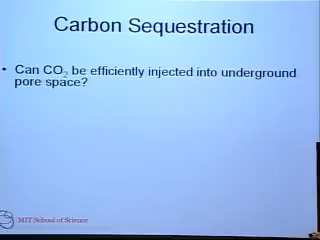 Carbon Sequestration
• Can CO₂ be efficiently injected into underground
pore space?
MIT School of Science